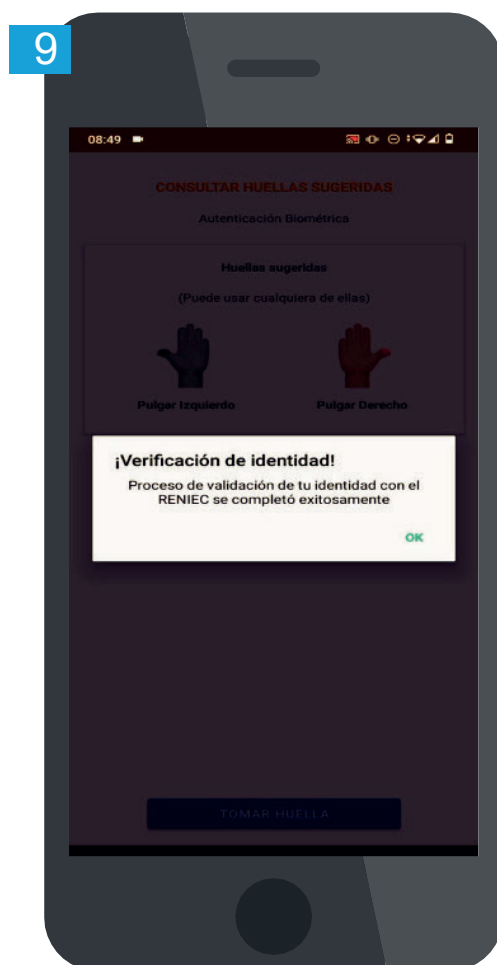 9
08:49
CONSULTAR HUELLAS SUGERIDAS
Autenticación Biométrica
Huellas sugeridas
(Puede usar cualquiera de ellas)
Pulgar Izquierdo Pulgar Derecho
¡Verificación de identidad!
Proceso de validación de tu identidad con el
RENIEC se completó exitosamente
OK
TOMAR HUELLA